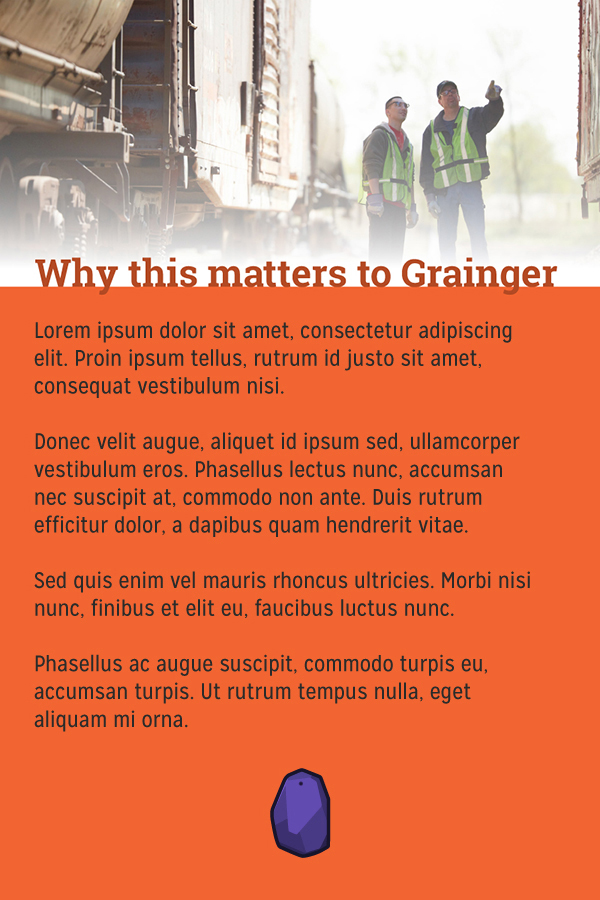 Why this matters to Grainger
Lorem ipsum dolor sit amet, consectetur adipiscing
elit. Proin ipsum tellus, rutrum id justo sit amet,
consequat vestibulum nisi.
Donec velit augue, aliquet id ipsum sed, ullamcorper
vestibulum eros. Phasellus lectus nunc, accumsan
nec suscipit at, commodo non ante. Duis rutrum
efficitur dolor, a dapibus quam hendrerit vitae.
Sed quis enim vel mauris rhoncus ultricies. Morbi nisi
nunc, finibus et elit eu, faucibus luctus nunc.
Phasellus ac augue suscipit, commodo turpis eu,
accumsan turpis. Ut rutrum tempus nulla, eget
aliquam mi orna.